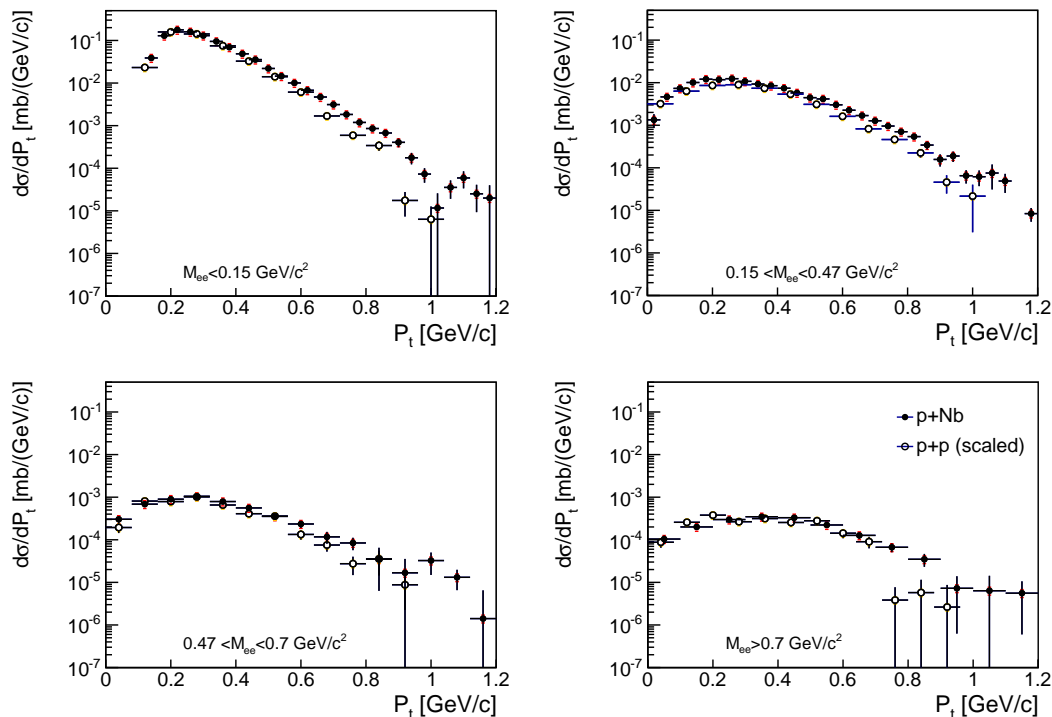 dσ/dP_t [mb/(GeV/c)]
10^-1
10^-2
10^-3
10^-4
10^-5
10^-6
10^-7
M_ee<0.15 GeV/c^2
0 0.2 0.4 0.6 0.8 1 1.2
P_t [GeV/c]
dσ/dP_t [mb/(GeV/c)]
10^-1
10^-2
10^-3
10^-4
10^-5
10^-6
10^-7
0.15 <M_ee<0.47 GeV/c^2
0 0.2 0.4 0.6 0.8 1 1.2
P_t [GeV/c]
dσ/dP_t [mb/(GeV/c)]
10^-1
10^-2
10^-3
10^-4
10^-5
10^-6
10^-7
0.47 <M_ee<0.7 GeV/c^2
0 0.2 0.4 0.6 0.8 1 1.2
P_t [GeV/c]
dσ/dP_t [mb/(GeV/c)]
10^-1
10^-2
10^-3
10^-4
10^-5
10^-6
10^-7
p+Nb
p+p (scaled)
M_ee>0.7 GeV/c^2
0 0.2 0.4 0.6 0.8 1 1.2
P_t [GeV/c]